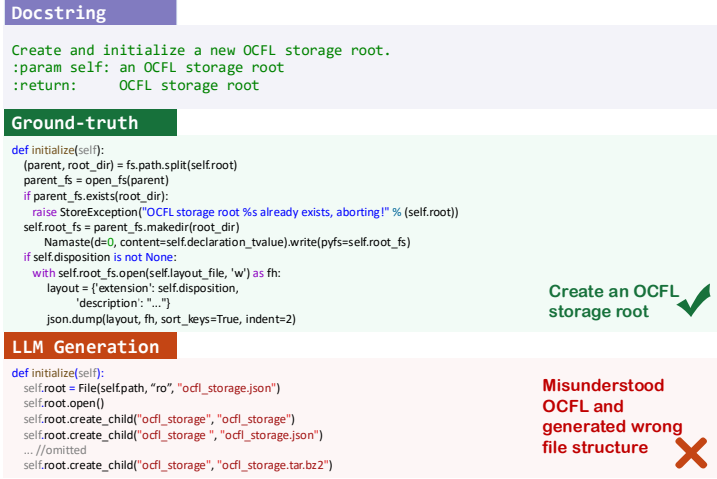 Docstring
Create and initialize a new OCFL storage root.
:param self: an OCFL storage root
:return:     OCFL storage root
Ground-truth
def initialize(self):
  (parent, root_dir) = fs.path.split(self.root)
  parent_fs = open_fs(parent)
  if parent_fs.exists(root_dir):
    raise StoreException("OCFL storage root %s already exists, aborting!" % (self.root))
  self.root_fs = parent_fs.makedir(root_dir)
      Namaste(d=0, content=self.declaration_tvalue).write(pyfs=self.root_fs)
  if self.disposition is not None:
    with self.root_fs.open(self.layout_file, 'w') as fh:
      layout = {'extension': self.disposition,
            'description': "..."}
      json.dump(layout, fh, sort_keys=True, indent=2)
Create an OCFL
storage root
LLM Generation
def initialize(self):
  self.root = File(self.path, “ro”, "ocfl_storage.json")
  self.root.open()
  self.root.create_child("ocfl_storage", "ocfl_storage")
  self.root.create_child("ocfl_storage ", "ocfl_storage.json")
  ... //omitted
  self.root.create_child("ocfl_storage", "ocfl_storage.tar.bz2")
Misunderstood
OCFL and
generated wrong
file structure